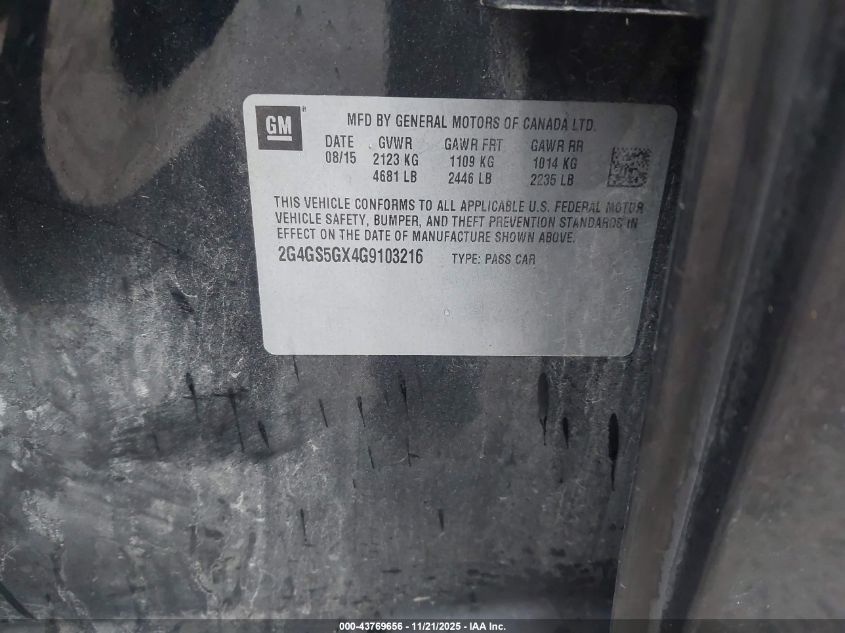 GM
MFD BY GENERAL MOTORS OF CANADA LTD.
DATE GVWR GAWR FRT GAWR RR
08/15 2123 KG 1109 KG 1014 KG
4681 LB 2446 LB 2235 LB
THIS VEHICLE CONFORMS TO ALL APPLICABLE U.S. FEDERAL MOTOR
VEHICLE SAFETY, BUMPER, AND THEFT PREVENTION STANDARDS IN
EFFECT ON THE DATE OF MANUFACTURE SHOWN ABOVE.
2G4GS5GX4G9103216 TYPE: PASS CAR
000-43769656 - 11/21/2025 - IAA Inc.